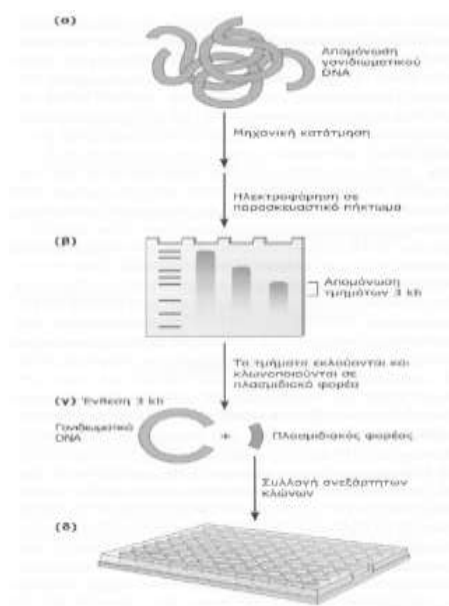 (α)
Απομόνωση
γονιδιωματικού
DNA
Μηχανική κατάτμηση
Ηλεκτροφόρηση σε
παρασκευαστικό πήκτωμα
(β)
Απομόνωση
τμημάτων 3 kb
Τα τμήματα εκλούονται και
κλωνοποιούνται σε
πλασμιδιακό φορέα
(γ) Ένθεση 3 kb
Γονιδιωματικό
DNA
+
Πλασμιδιακός φορέας
Συλλογή ανεξάρτητων
κλώνων
(δ)